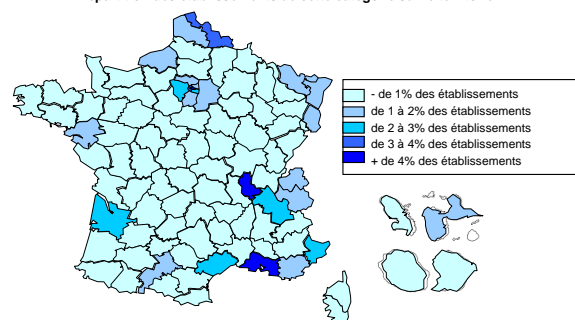 - de 1% des établissements
de 1 à 2% des établissements
de 2 à 3% des établissements
de 3 à 4% des établissements
+ de 4% des établissements